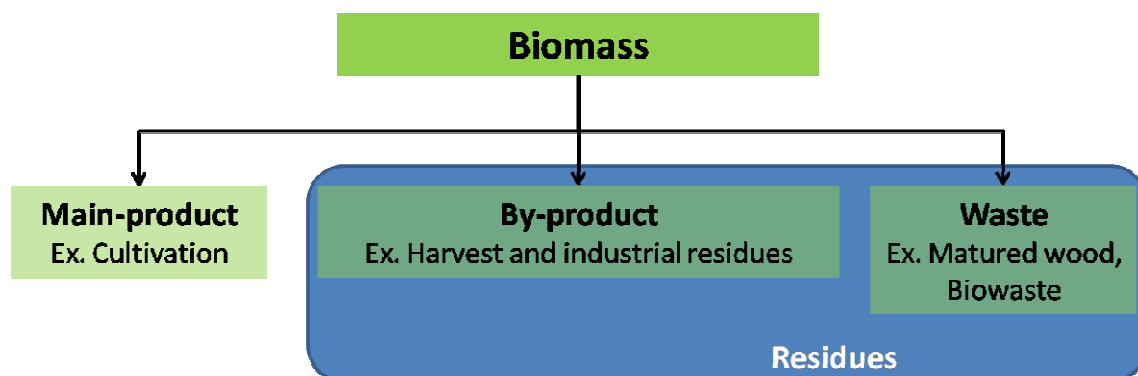 Biomass
Main-product
Ex. Cultivation
By-product
Ex. Harvest and industrial residues
Waste
Ex. Matured wood,
Biowaste
Residues